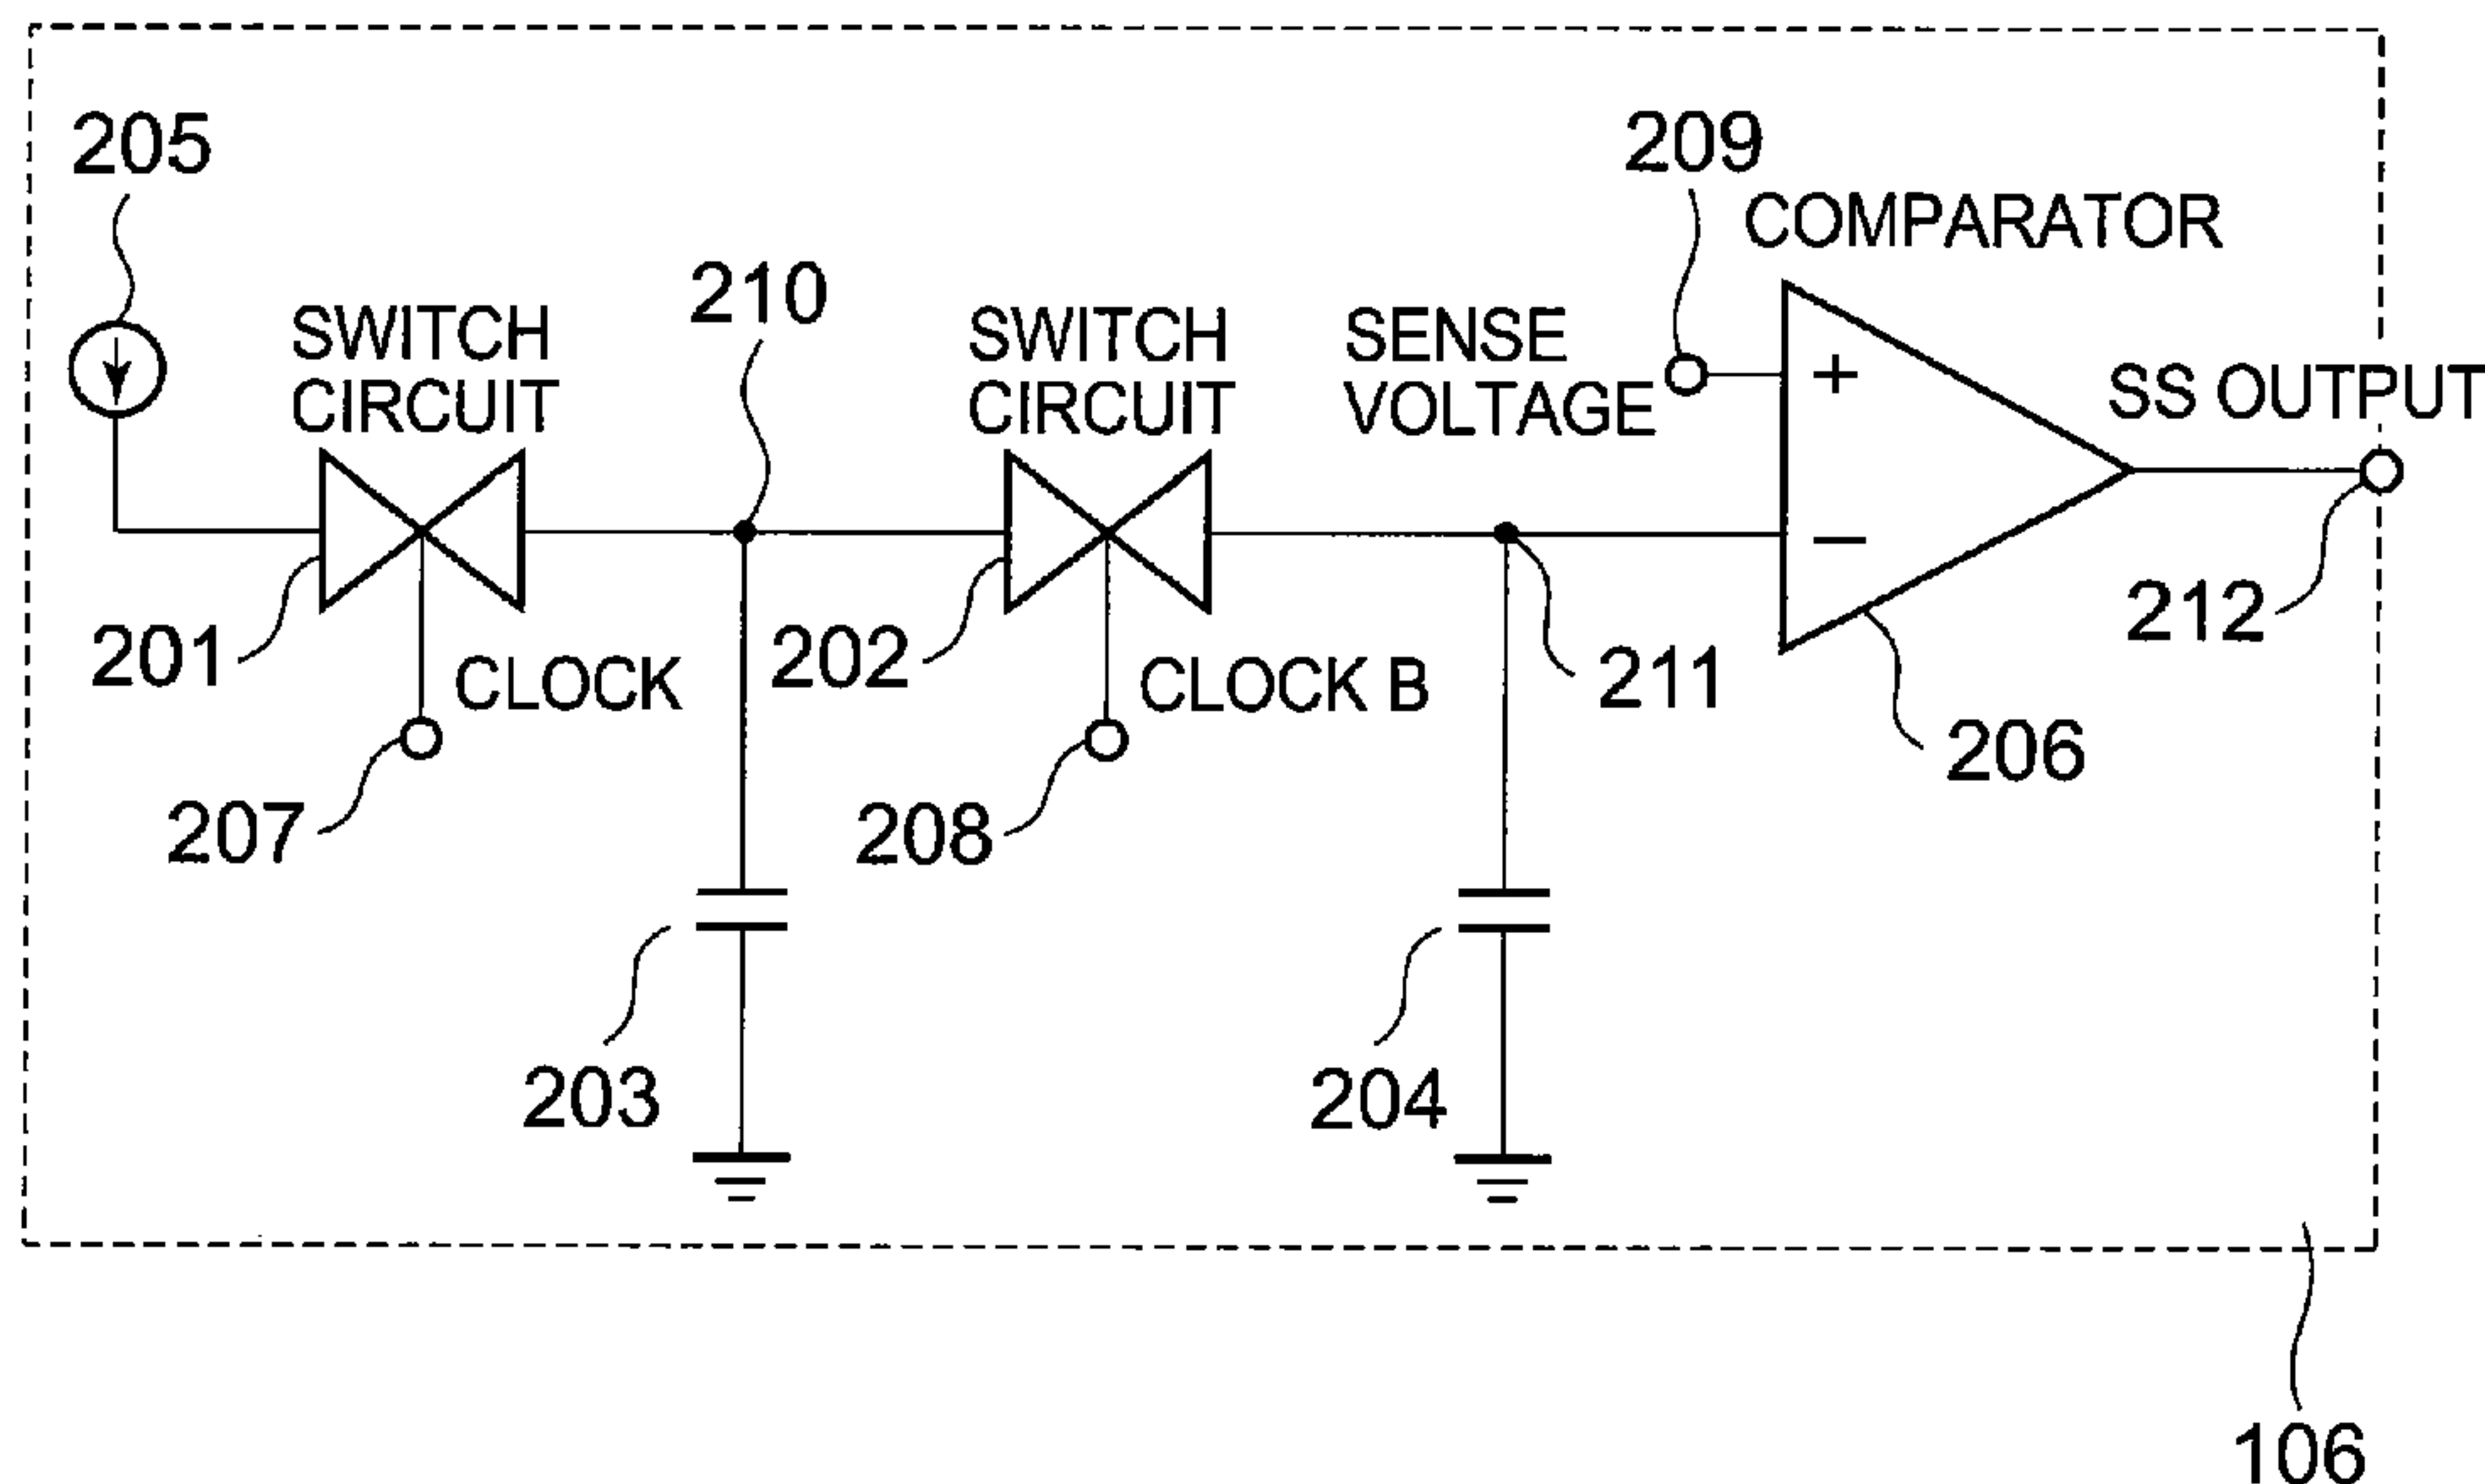 205
209
COMPARATOR
210
SWITCH
CIRCUIT
SWITCH
CIRCUIT
SENSE
VOLTAGE
+
SS OUTPUT
−
201
CLOCK
202
CLOCK B
211
212
206
207
208
203
204
106